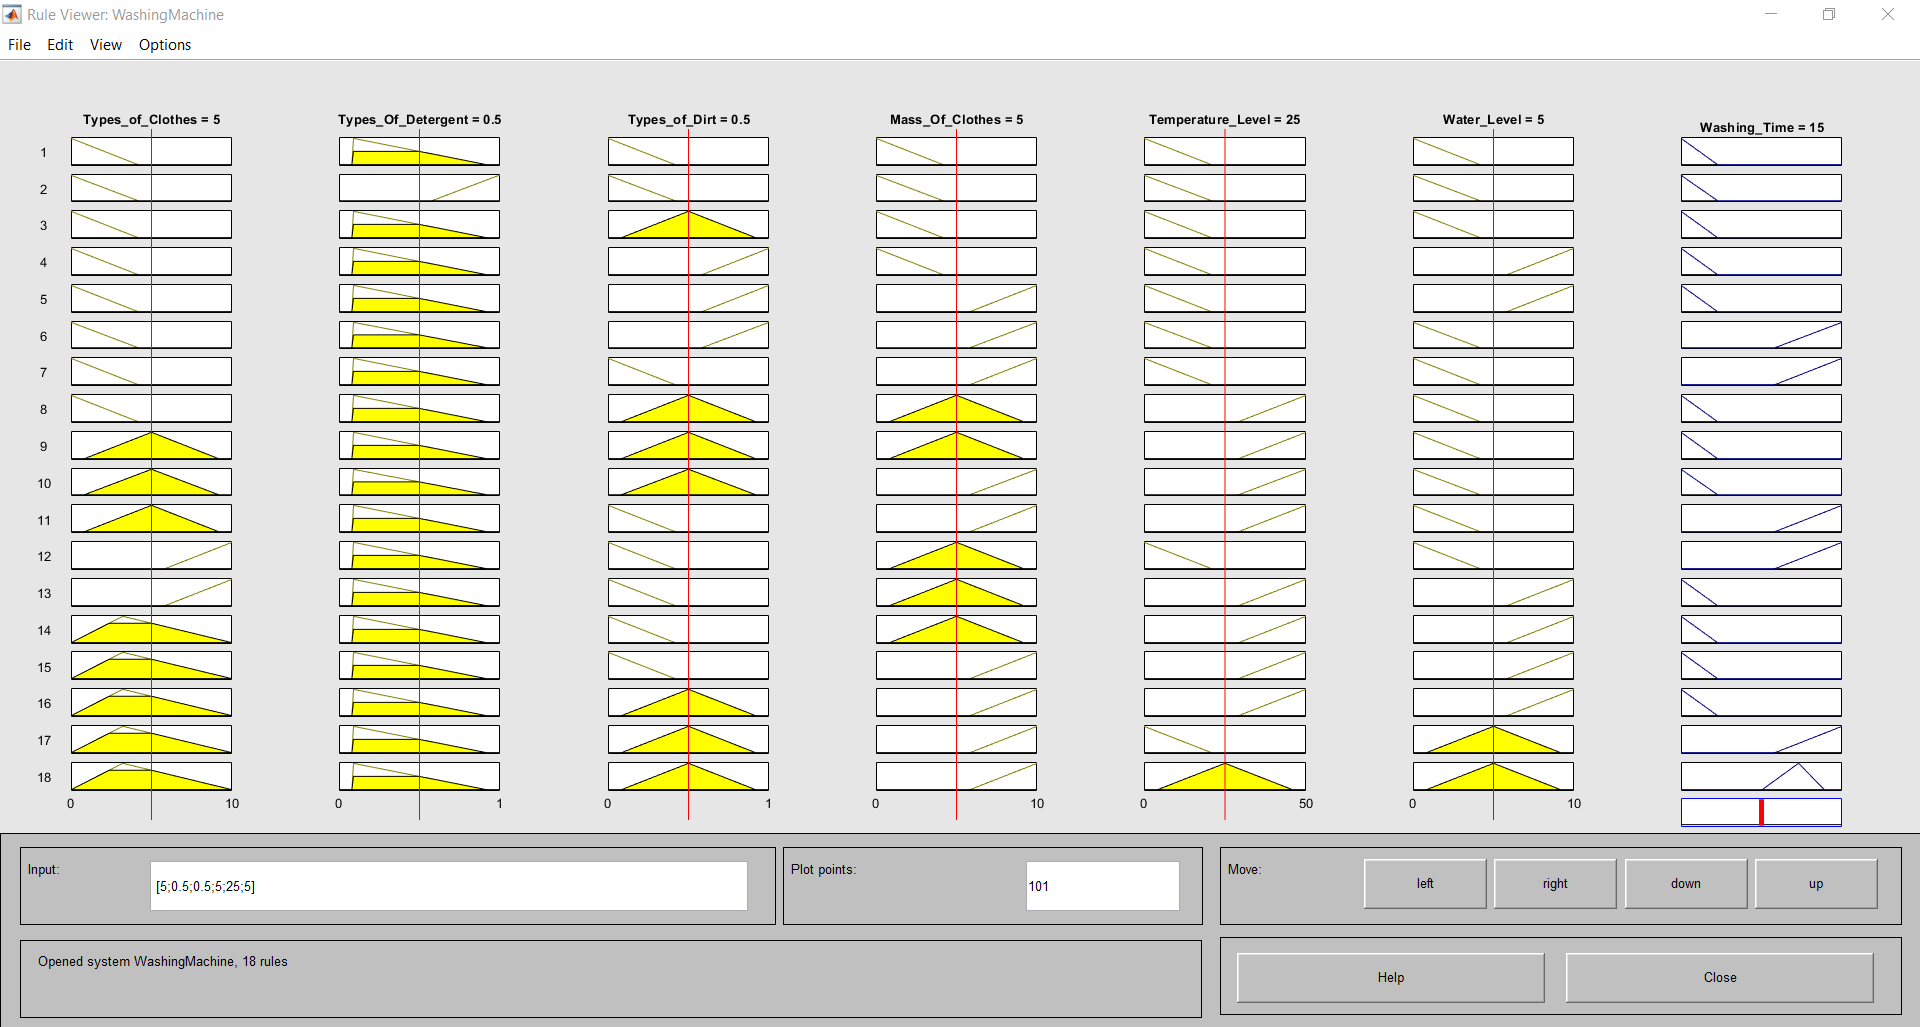 Rule Viewer: WashingMachine
File Edit View Options
Types_of_Clothes = 5 Types_Of_Detergent = 0.5 Types_of_Dirt = 0.5 Mass_Of_Clothes = 5 Temperature_Level = 25 Water_Level = 5 Washing_Time = 15
1
2
3
4
5
6
7
8
9
10
11
12
13
14
15
16
17
18
0 10 0 1 0 1 0 10 0 50 0 10
Input: [5;0.5;0.5;5;25;5] Plot points: 101 Move: left right down up
Opened system WashingMachine, 18 rules
Help Close